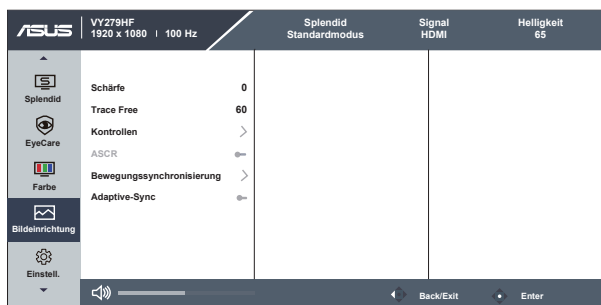 ASUS
VY279HF
1920 x 1080 | 100 Hz
Splendid
Standardmodus
Signal
HDMI
Helligkeit
65
Splendid
EyeCare
Farbe
Bildeinrichtung
Einstell.
Schärfe 0
Trace Free 60
Kontrollen
ASCR
Bewegungssynchronisierung
Adaptive-Sync
Back/Exit
Enter